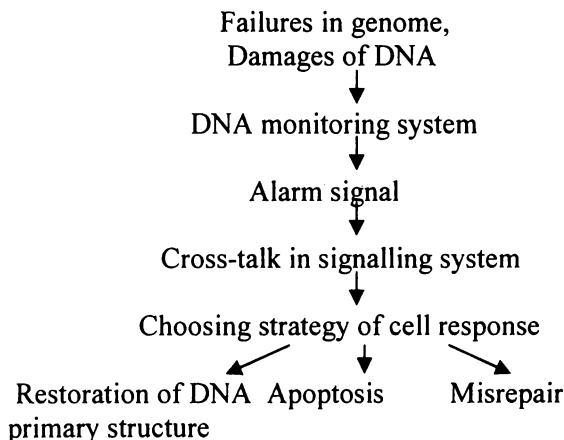 Failures in genome,
Damages of DNA
DNA monitoring system
Alarm signal
Cross-talk in signalling system
Choosing strategy of cell response
Restoration of DNA Apoptosis Misrepair
primary structure